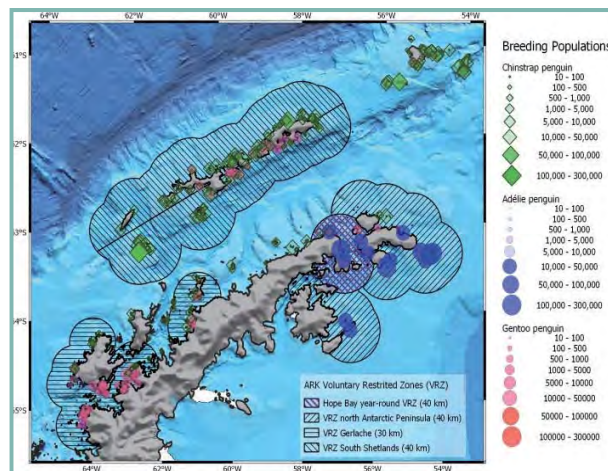 64°W 62°W 60°W 58°W 56°W 54°W
61°S
62°S
63°S
64°S
65°S
64°W 62°W 60°W 58°W 56°W 54°W
ARK Voluntary Restrited Zones (VRZ)
Hope Bay year-round VRZ (40 km)
VRZ north Antarctic Peninsula (40 km)
VRZ Gerlache (30 km)
VRZ South Shetlands (40 km)
Breeding Populations
Chinstrap penguin
10 - 100
100 - 500
500 - 1,000
1,000 - 5,000
5,000 - 10,000
10,000 - 50,000
50,000 - 100,000
100,000 - 300,000
Adélie penguin
10 - 100
100 - 500
500 - 1,000
1,000 - 5,000
5,000 - 10,000
10,000 - 50,000
50,000 - 100,000
100,000 - 300,000
Gentoo penguin
10 - 100
100 - 500
500 - 1000
1000 - 5000
5000 - 10000
10000 - 50000
50000 - 100000
100000 - 300000